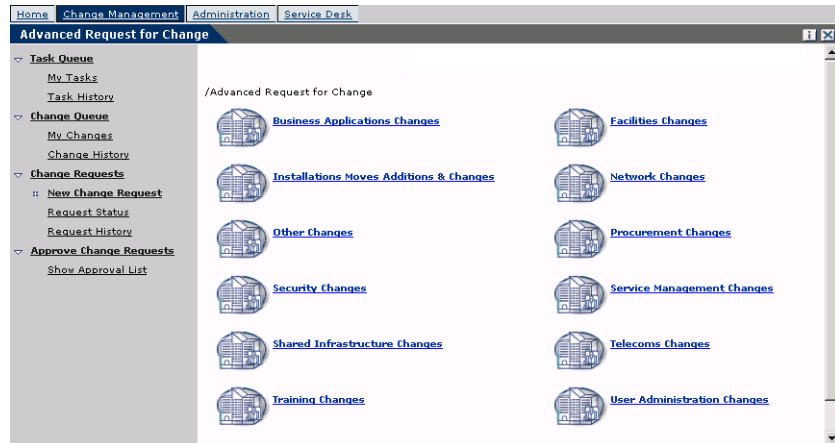 Home Change Management Administration Service Desk
Advanced Request for Change
Task Queue
My Tasks
Task History
Change Queue
My Changes
Change History
Change Requests
New Change Request
Request Status
Request History
Approve Change Requests
Show Approval List
/Advanced Request for Change
Business Applications Changes
Facilities Changes
Installations Moves Additions & Changes
Network Changes
Other Changes
Procurement Changes
Security Changes
Service Management Changes
Shared Infrastructure Changes
Telecoms Changes
Training Changes
User Administration Changes